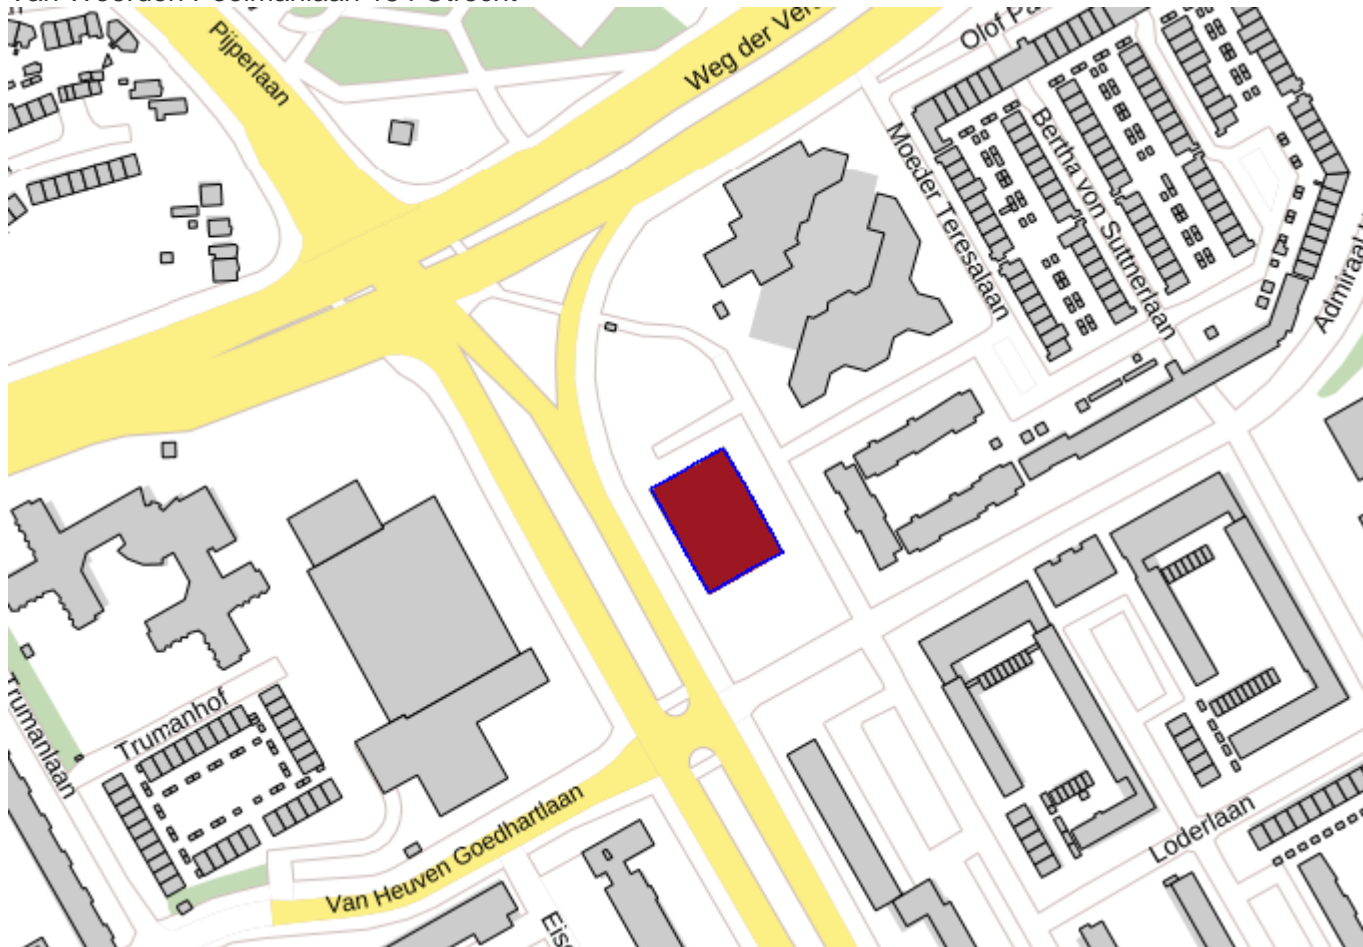 Pijperlaan
Weg der Ver
Olof Pa
Moeder Teresalaan
Bertha von Suttnerlaan
Admiraal
Trumanlaan
Trumanhof
Van Heuven Goedhartlaan
Loderlaan
Eis